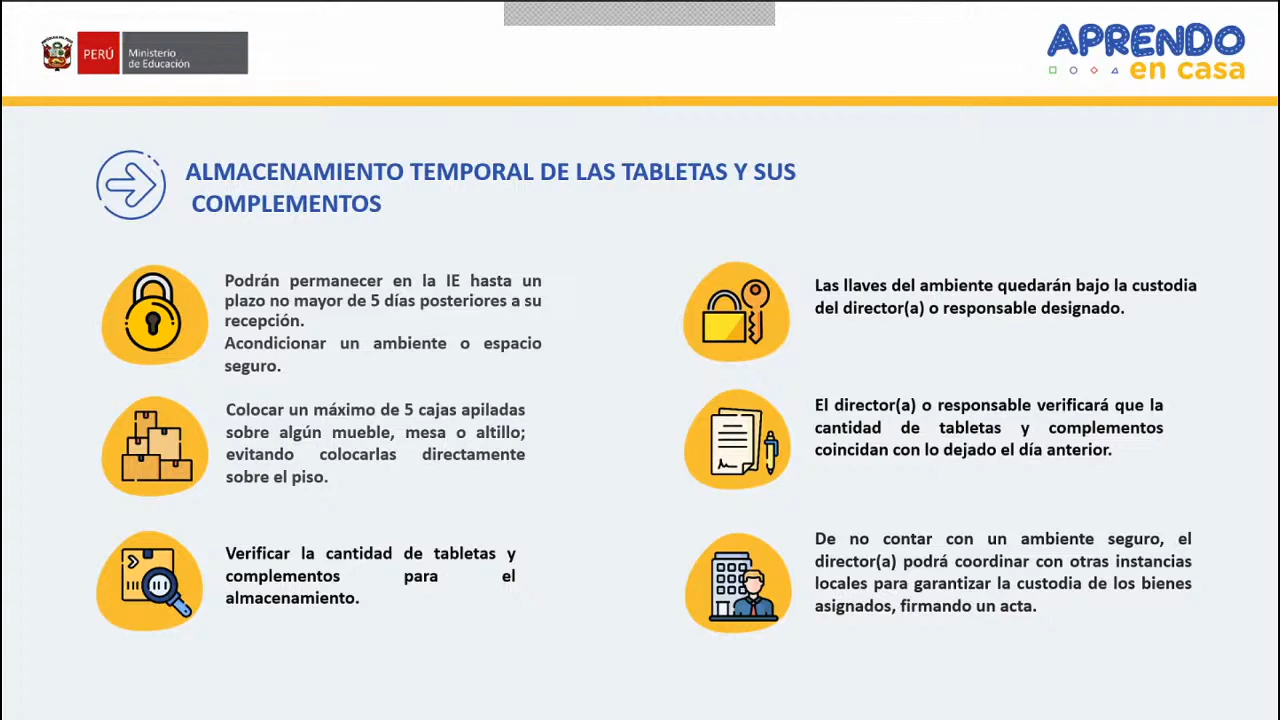 PERÚ
Ministerio
de Educación
APRENDO
en casa
ALMACENAMIENTO TEMPORAL DE LAS TABLETAS Y SUS
COMPLEMENTOS
Podrán permanecer en la IE hasta un
plazo no mayor de 5 días posteriores a su
recepción.
Acondicionar un ambiente o espacio
seguro.
Colocar un máximo de 5 cajas apiladas
sobre algún mueble, mesa o altillo;
evitando colocarlas directamente
sobre el piso.
Verificar la cantidad de tabletas y
complementos para el
almacenamiento.
Las llaves del ambiente quedarán bajo la custodia
del director(a) o responsable designado.
El director(a) o responsable verificará que la
cantidad de tabletas y complementos
coincidan con lo dejado el día anterior.
De no contar con un ambiente seguro, el
director(a) podrá coordinar con otras instancias
locales para garantizar la custodia de los bienes
asignados, firmando un acta.